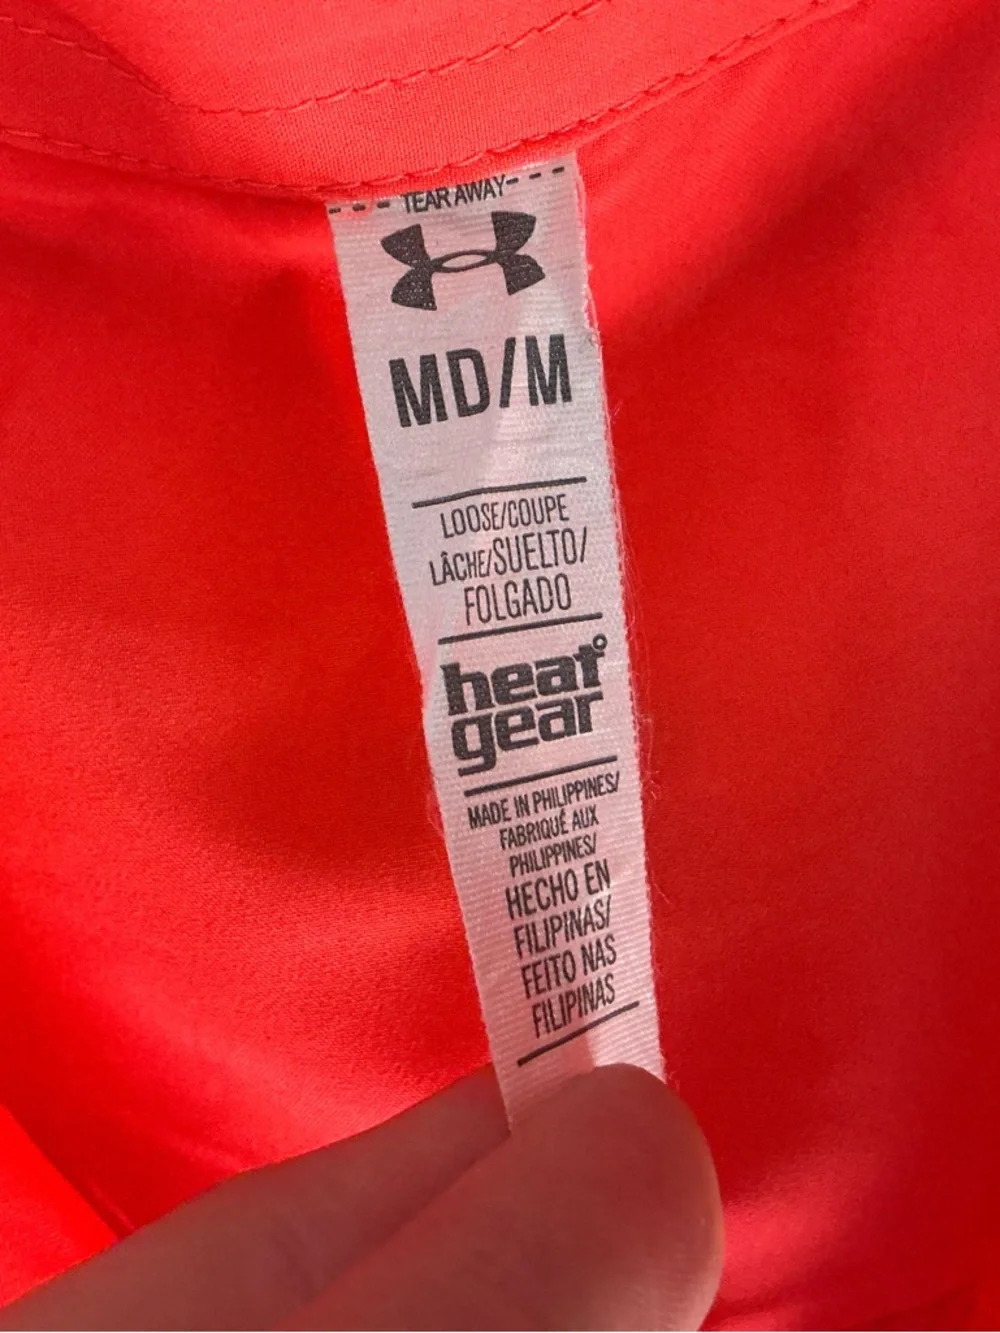 TEAR AWAY
MD/M
LOOSE/COUPE
LÂCHE/SUELTO/
FOLGADO
heat
gear
MADE IN PHILIPPINES/
FABRIQUÉ AUX
PHILIPPINES/
HECHO EN
FILIPINAS/
FEITO NAS
FILIPINAS